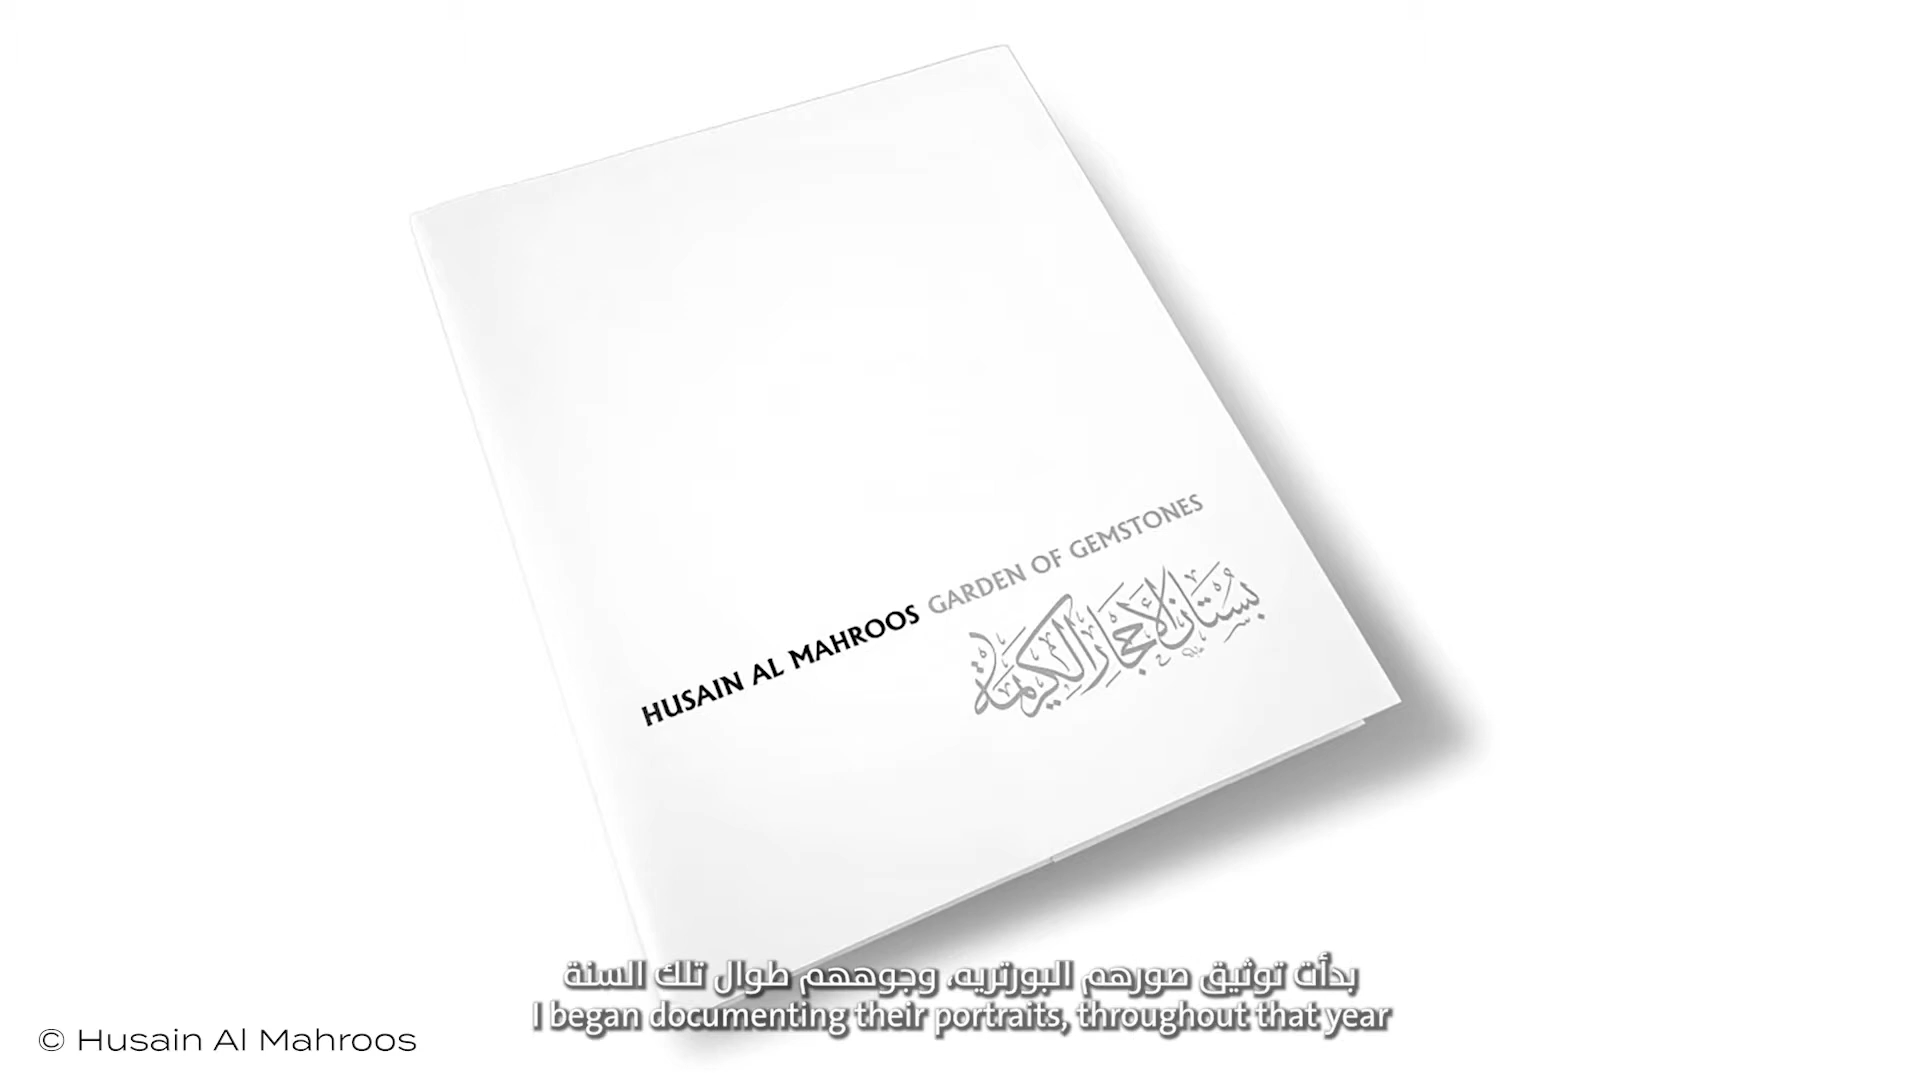 HUSAIN AL MAHROOS GARDEN OF GEMSTONES
بُستان الأحجار الكريمة
بدأت توثيق صورهم البورتريه، وجوههم طوال تلك السنة
I began documenting their portraits, throughout that year
© Husain Al Mahroos